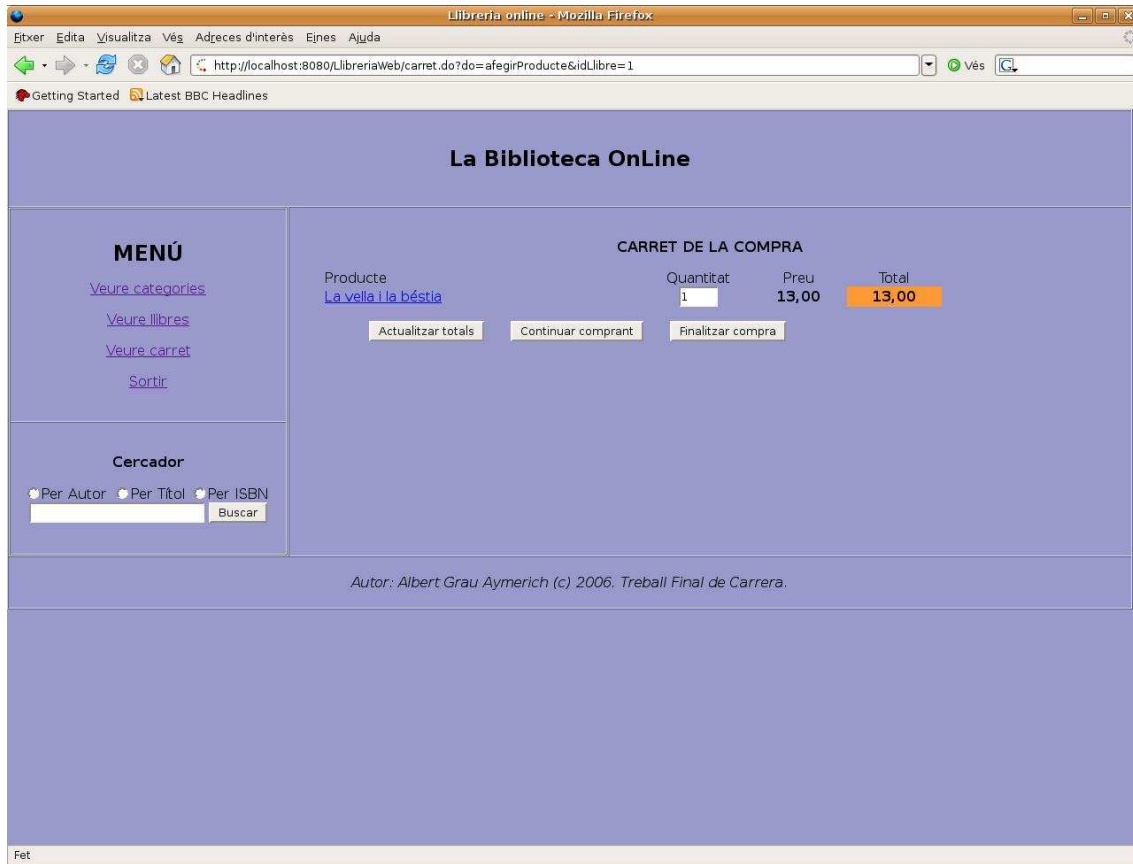 Llibreria online - Mozilla Firefox
Fitxer Edita Visualitza Vés Adreces d'interès Eines Ajuda
http://localhost:8080/LlibreriaWeb/carret.do?do=afegirProducte&idLlibre=1 Vés
Getting Started Latest BBC Headlines
La Biblioteca OnLine
MENÚ
Veure categories
Veure llibres
Veure carret
Sortir
Cercador
Per Autor Per Títol Per ISBN
Buscar
CARRET DE LA COMPRA
Producte Quantitat Preu Total
La vella i la béstia 1 13,00 13,00
Actualitzar totals Continuar comprant Finalitzar compra
Autor: Albert Grau Aymerich (c) 2006. Treball Final de Carrera.
Fet